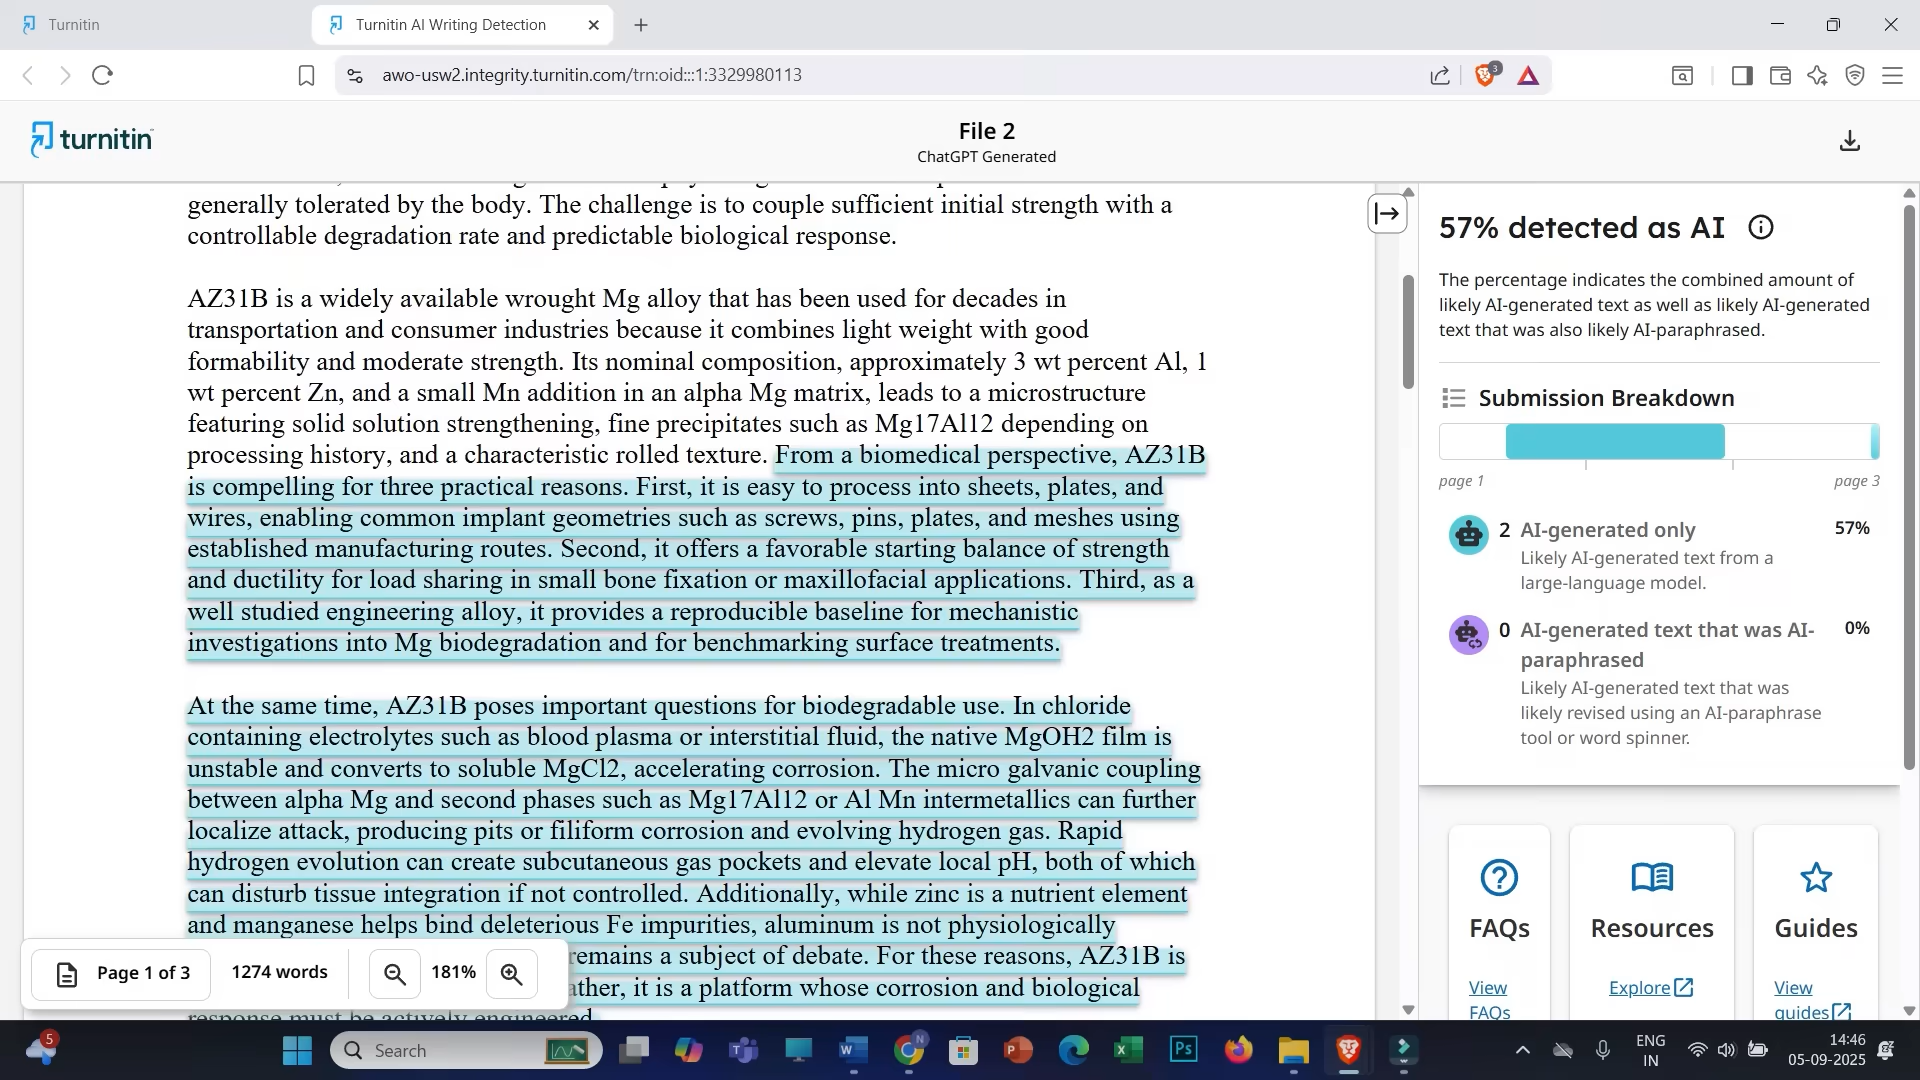 Turnitin
Turnitin AI Writing Detection
awo-usw2.integrity.turnitin.com/trn:oid:::1:3329980113
3
turnitin
File 2
ChatGPT Generated
generally tolerated by the body. The challenge is to couple sufficient initial strength with a
controllable degradation rate and predictable biological response.
AZ31B is a widely available wrought Mg alloy that has been used for decades in
transportation and consumer industries because it combines light weight with good
formability and moderate strength. Its nominal composition, approximately 3 wt percent Al, 1
wt percent Zn, and a small Mn addition in an alpha Mg matrix, leads to a microstructure
featuring solid solution strengthening, fine precipitates such as Mg17Al12 depending on
processing history, and a characteristic rolled texture. From a biomedical perspective, AZ31B
is compelling for three practical reasons. First, it is easy to process into sheets, plates, and
wires, enabling common implant geometries such as screws, pins, plates, and meshes using
established manufacturing routes. Second, it offers a favorable starting balance of strength
and ductility for load sharing in small bone fixation or maxillofacial applications. Third, as a
well studied engineering alloy, it provides a reproducible baseline for mechanistic
investigations into Mg biodegradation and for benchmarking surface treatments.
At the same time, AZ31B poses important questions for biodegradable use. In chloride
containing electrolytes such as blood plasma or interstitial fluid, the native MgOH2 film is
unstable and converts to soluble MgCl2, accelerating corrosion. The micro galvanic coupling
between alpha Mg and second phases such as Mg17Al12 or Al Mn intermetallics can further
localize attack, producing pits or filiform corrosion and evolving hydrogen gas. Rapid
hydrogen evolution can create subcutaneous gas pockets and elevate local pH, both of which
can disturb tissue integration if not controlled. Additionally, while zinc is a nutrient element
and manganese helps bind deleterious Fe impurities, aluminum is not physiologically
remains a subject of debate. For these reasons, AZ31B is
ather, it is a platform whose corrosion and biological
response must be actively engineered.
Page 1 of 3
1274 words
181%
57% detected as AI
The percentage indicates the combined amount of
likely AI-generated text as well as likely AI-generated
text that was also likely AI-paraphrased.
Submission Breakdown
page 1
page 3
2 AI-generated only 57%
Likely AI-generated text from a
large-language model.
0 AI-generated text that was AI-
paraphrased 0%
Likely AI-generated text that was
likely revised using an AI-paraphrase
tool or word spinner.
FAQs
View
FAQs
Resources
Explore
Guides
View
guides
5
Search
ENG
IN
14:46
05-09-2025